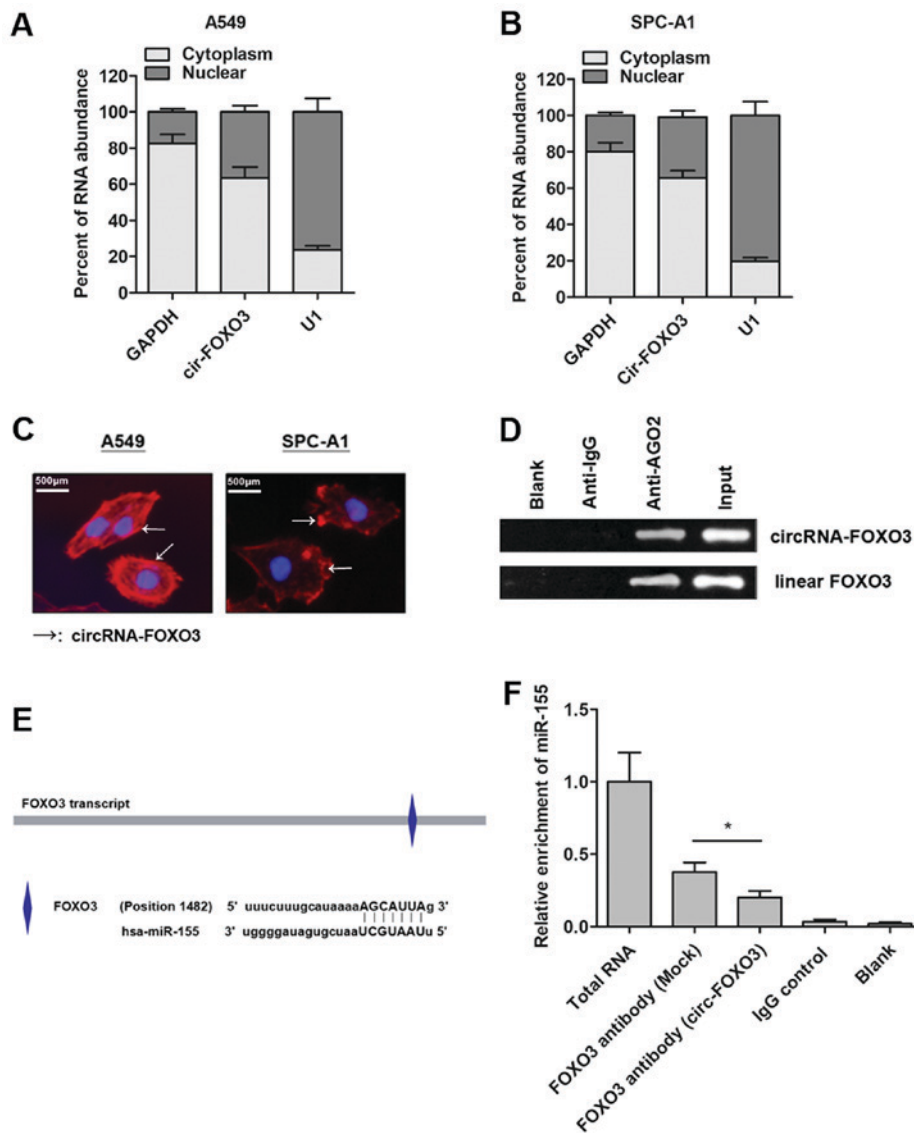 A
A549
Cytoplasm
Nuclear
Percent of RNA abundance
120
100
80
60
40
20
0
GAPDH
cir-FOXO3
U1
B
SPC-A1
Cytoplasm
Nuclear
Percent of RNA abundance
120
100
80
60
40
20
0
GAPDH
Cir-FOXO3
U1
C
A549
SPC-A1
500μm
500μm
→: circRNA-FOXO3
D
Blank
Anti-IgG
Anti-AGO2
Input
circRNA-FOXO3
linear FOXO3
E
FOXO3 transcript
FOXO3 (Position 1482) 5' uuucuuugcauaaaaAGCAUUAg 3'
hsa-miR-155 3' uggggauagugcuaaUCGUAAUu 5'
F
Relative enrichment of miR-155
1.5
1.0
0.5
0.0
*
Total RNA
FOXO3 antibody (Mock)
FOXO3 antibody (circ-FOXO3)
IgG control
Blank